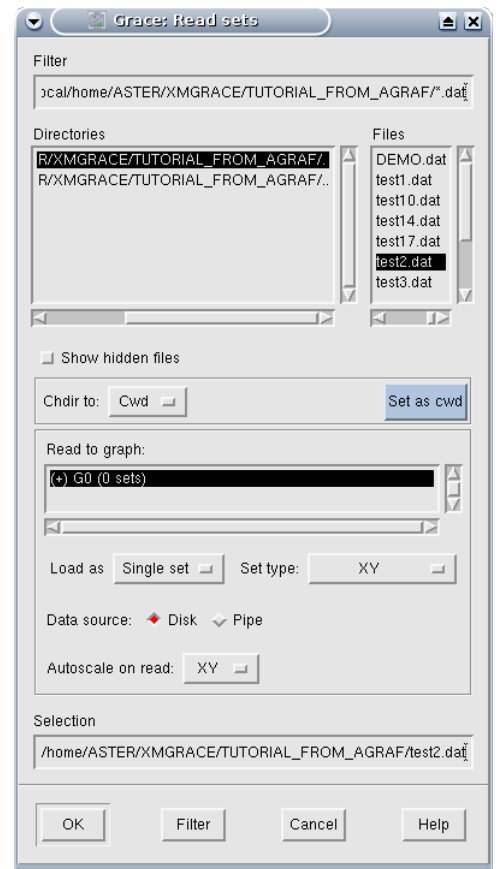 Grace: Read sets
Filter
ocal/home/ASTER/XMGRACE/TUTORIAL_FROM_AGRAF/*.dat
Directories Files
R/XMGRACE/TUTORIAL_FROM_AGRAF/.
R/XMGRACE/TUTORIAL_FROM_AGRAF/..
DEMO.dat
test1.dat
test10.dat
test14.dat
test17.dat
test2.dat
test3.dat
Show hidden files
Chdir to: Cwd Set as cwd
Read to graph:
(+) G0 (0 sets)
Load as Single set Set type: XY
Data source: Disk Pipe
Autoscale on read: XY
Selection
/home/ASTER/XMGRACE/TUTORIAL_FROM_AGRAF/test2.dat
OK Filter Cancel Help